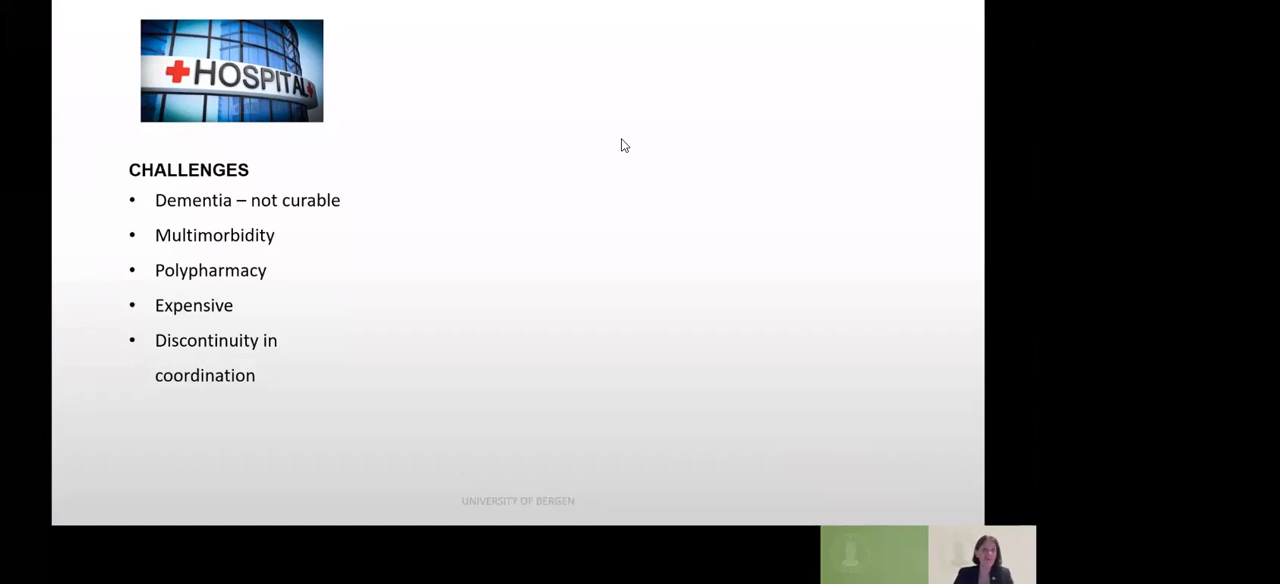 HOSPITAL
CHALLENGES
• Dementia – not curable
• Multimorbidity
• Polypharmacy
• Expensive
• Discontinuity in
coordination
UNIVERSITY OF BERGEN